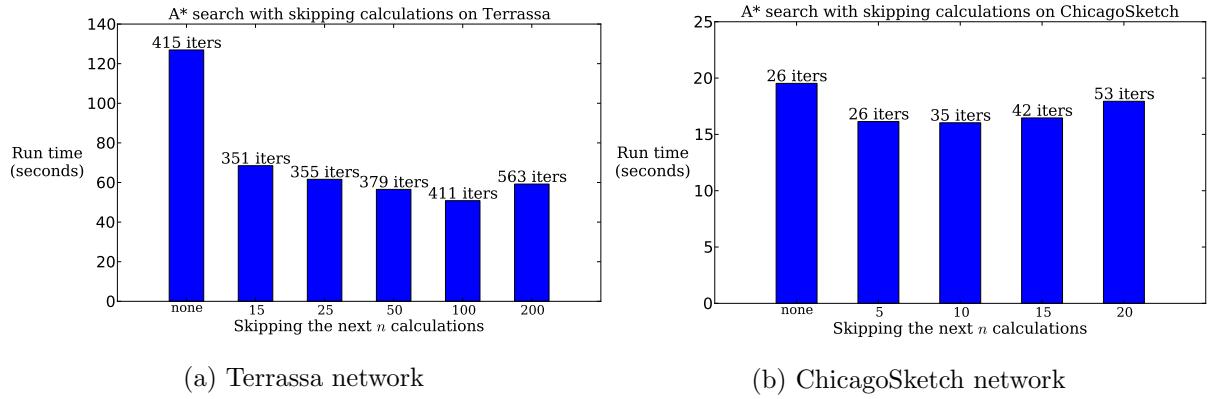 A* search with skipping calculations on Terrassa
140
120
100
80
60
40
20
0
Run time
(seconds)
415 iters
351 iters
355 iters
379 iters
411 iters
563 iters
none 15 25 50 100 200
Skipping the next n calculations
(a) Terrassa network
A* search with skipping calculations on ChicagoSketch
25
20
15
10
5
0
Run time
(seconds)
26 iters
26 iters
35 iters
42 iters
53 iters
none 5 10 15 20
Skipping the next n calculations
(b) ChicagoSketch network